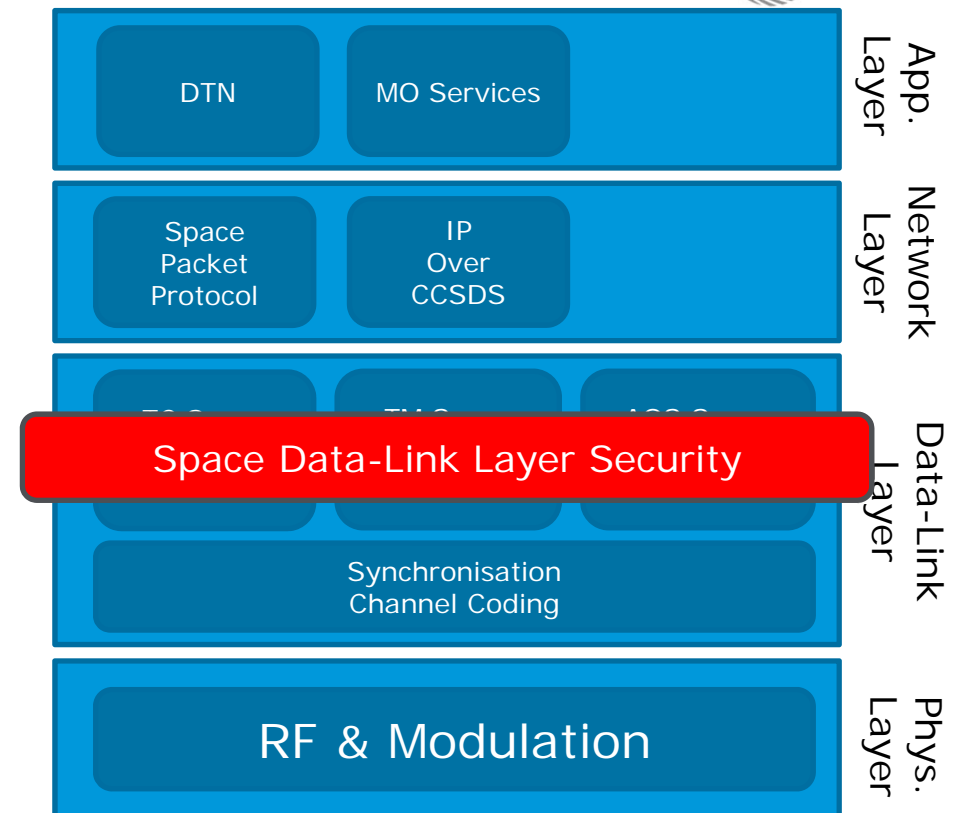 DTN
MO Services
App.
Layer
Space
Packet
Protocol
IP
Over
CCSDS
Network
Layer
Space Data-Link Layer Security
Data-Link
Layer
Synchronisation
Channel Coding
RF & Modulation
Phys.
Layer